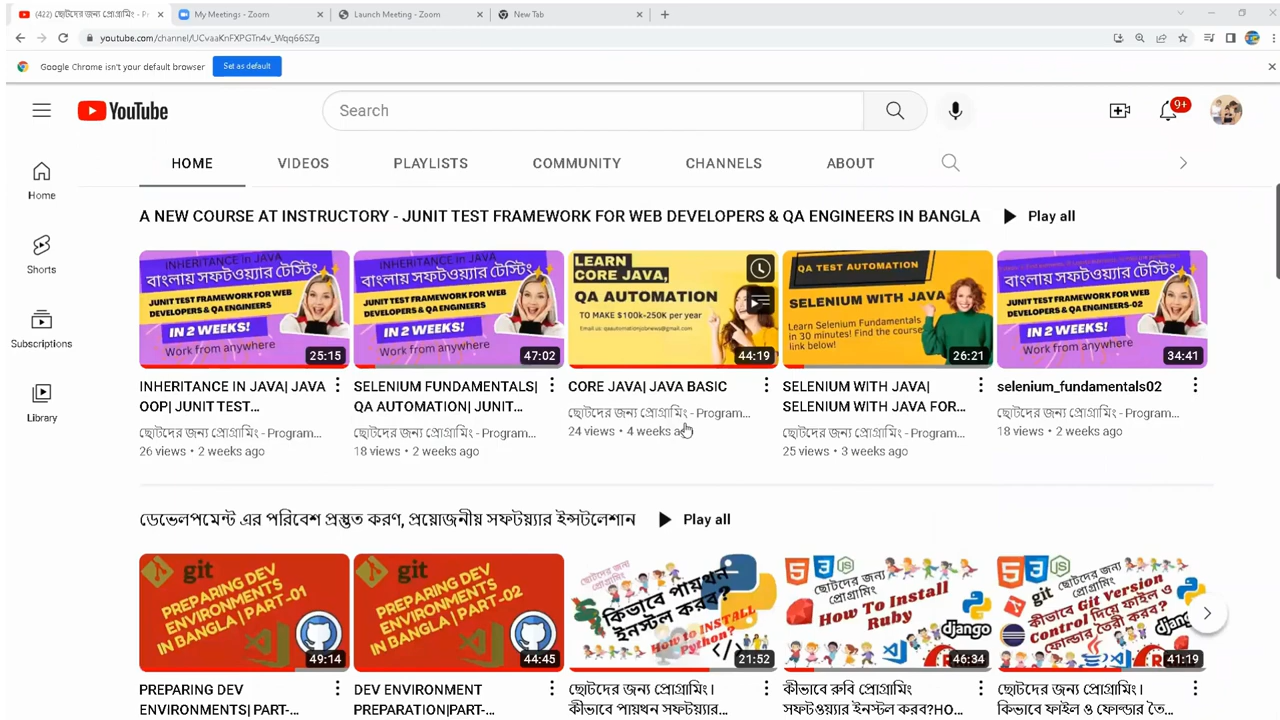 (422) ছোটদের জন্য প্রোগ্রামিং - Pr
My Meetings - Zoom
Launch Meeting - Zoom
New Tab
youtube.com/channel/UCvaaKnFXPGTn4v_Wqq66SZg
Google Chrome isn't your default browser
Set as default
YouTube
Search
9+
HOME
VIDEOS
PLAYLISTS
COMMUNITY
CHANNELS
ABOUT
Home
Shorts
Subscriptions
Library
A NEW COURSE AT INSTRUCTORY - JUNIT TEST FRAMEWORK FOR WEB DEVELOPERS & QA ENGINEERS IN BANGLA
Play all
INHERITANCE in JAVA
বাংলায় সফটওয়্যার টেস্টিং
JUNIT TEST FRAMEWORK FOR WEB
DEVELOPERS & QA ENGINEERS
IN 2 WEEKS!
Work from anywhere
25:15
INHERITANCE IN JAVA| JAVA
OOP| JUNIT TEST...
ছোটদের জন্য প্রোগ্রামিং - Program...
26 views • 2 weeks ago
INHERITANCE in JAVA
বাংলায় সফটওয়্যার টেস্টিং
JUNIT TEST FRAMEWORK FOR WEB
DEVELOPERS & QA ENGINEERS
IN 2 WEEKS!
Work from anywhere
47:02
SELENIUM FUNDAMENTALS|
QA AUTOMATION| JUNIT...
ছোটদের জন্য প্রোগ্রামিং - Program...
18 views • 2 weeks ago
LEARN
CORE JAVA,
QA AUTOMATION
TO MAKE $100k-250K per year
Email us: qaautomationjobnews@gmail.com
44:19
CORE JAVA| JAVA BASIC
ছোটদের জন্য প্রোগ্রামিং - Program...
24 views • 4 weeks ago
QA TEST AUTOMATION
SELENIUM WITH JAVA
Learn Selenium Fundamentals
in 30 minutes! Find the course
link below!
26:21
SELENIUM WITH JAVA|
SELENIUM WITH JAVA FOR...
ছোটদের জন্য প্রোগ্রামিং - Program...
25 views • 3 weeks ago
বাংলায় সফটওয়্যার টেস্টিং
JUNIT TEST FRAMEWORK FOR WEB
DEVELOPERS & QA ENGINEERS-02
IN 2 WEEKS!
Work from anywhere
34:41
selenium_fundamentals02
ছোটদের জন্য প্রোগ্রামিং - Program...
18 views • 2 weeks ago
ডেভেলপমেন্ট এর পরিবেশ প্রস্তুত করণ, প্রয়োজনীয় সফটয়্যার ইন্সটলেশান
Play all
git
PREPARING DEV
ENVIRONMENTS
IN BANGLA | PART-01
49:14
PREPARING DEV
ENVIRONMENTS| PART-...
git
PREPARING DEV
ENVIRONMENTS
IN BANGLA | PART-02
44:45
DEV ENVIRONMENT
PREPARATION|PART-...
ছোটদের জন্য
প্রোগ্রামিং
কিভাবে পায়থন
ইনস্টল করব?
How to INSTALL
Python?
21:52
ছোটদের জন্য প্রোগ্রামিং।
কীভাবে পায়থন সফটয়্যার...
ছোটদের জন্য
প্রোগ্রামিং
How To Install
Ruby
django
46:34
কীভাবে রুবি প্রোগ্রামিং
সফটওয়্যার ইনস্টল করব?HO...
git
ছোটদের জন্য
প্রোগ্রামিং
কীভাবে Git Version
Control দিয়ে ফাইল ও
ফোল্ডার তৈরী করব?
41:19
ছোটদের জন্য প্রোগ্রামিং।
কিভাবে ফাইল ও ফোল্ডার তৈ...